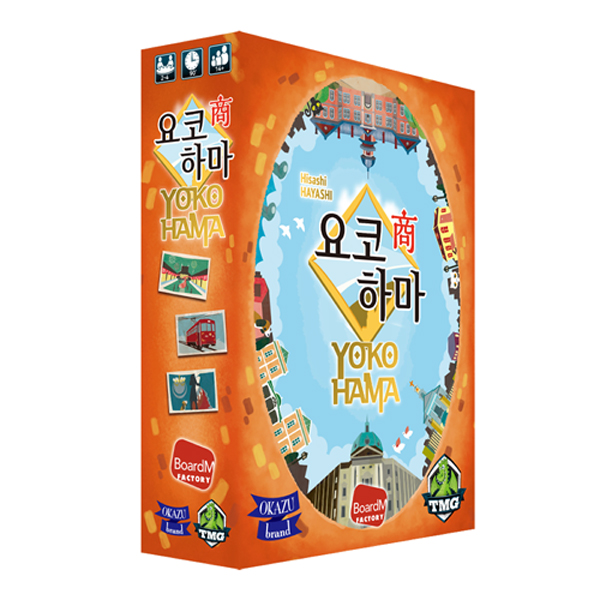 2-4
90'
14+
요코 商
하마
YOKO
HAMA
BoardM
FACTORY
OKAZU
brand
TMG
Hisashi
HAYASHI
요코 商
하마
YOKO
HAMA
OKAZU
brand
BoardM
FACTORY
TMG